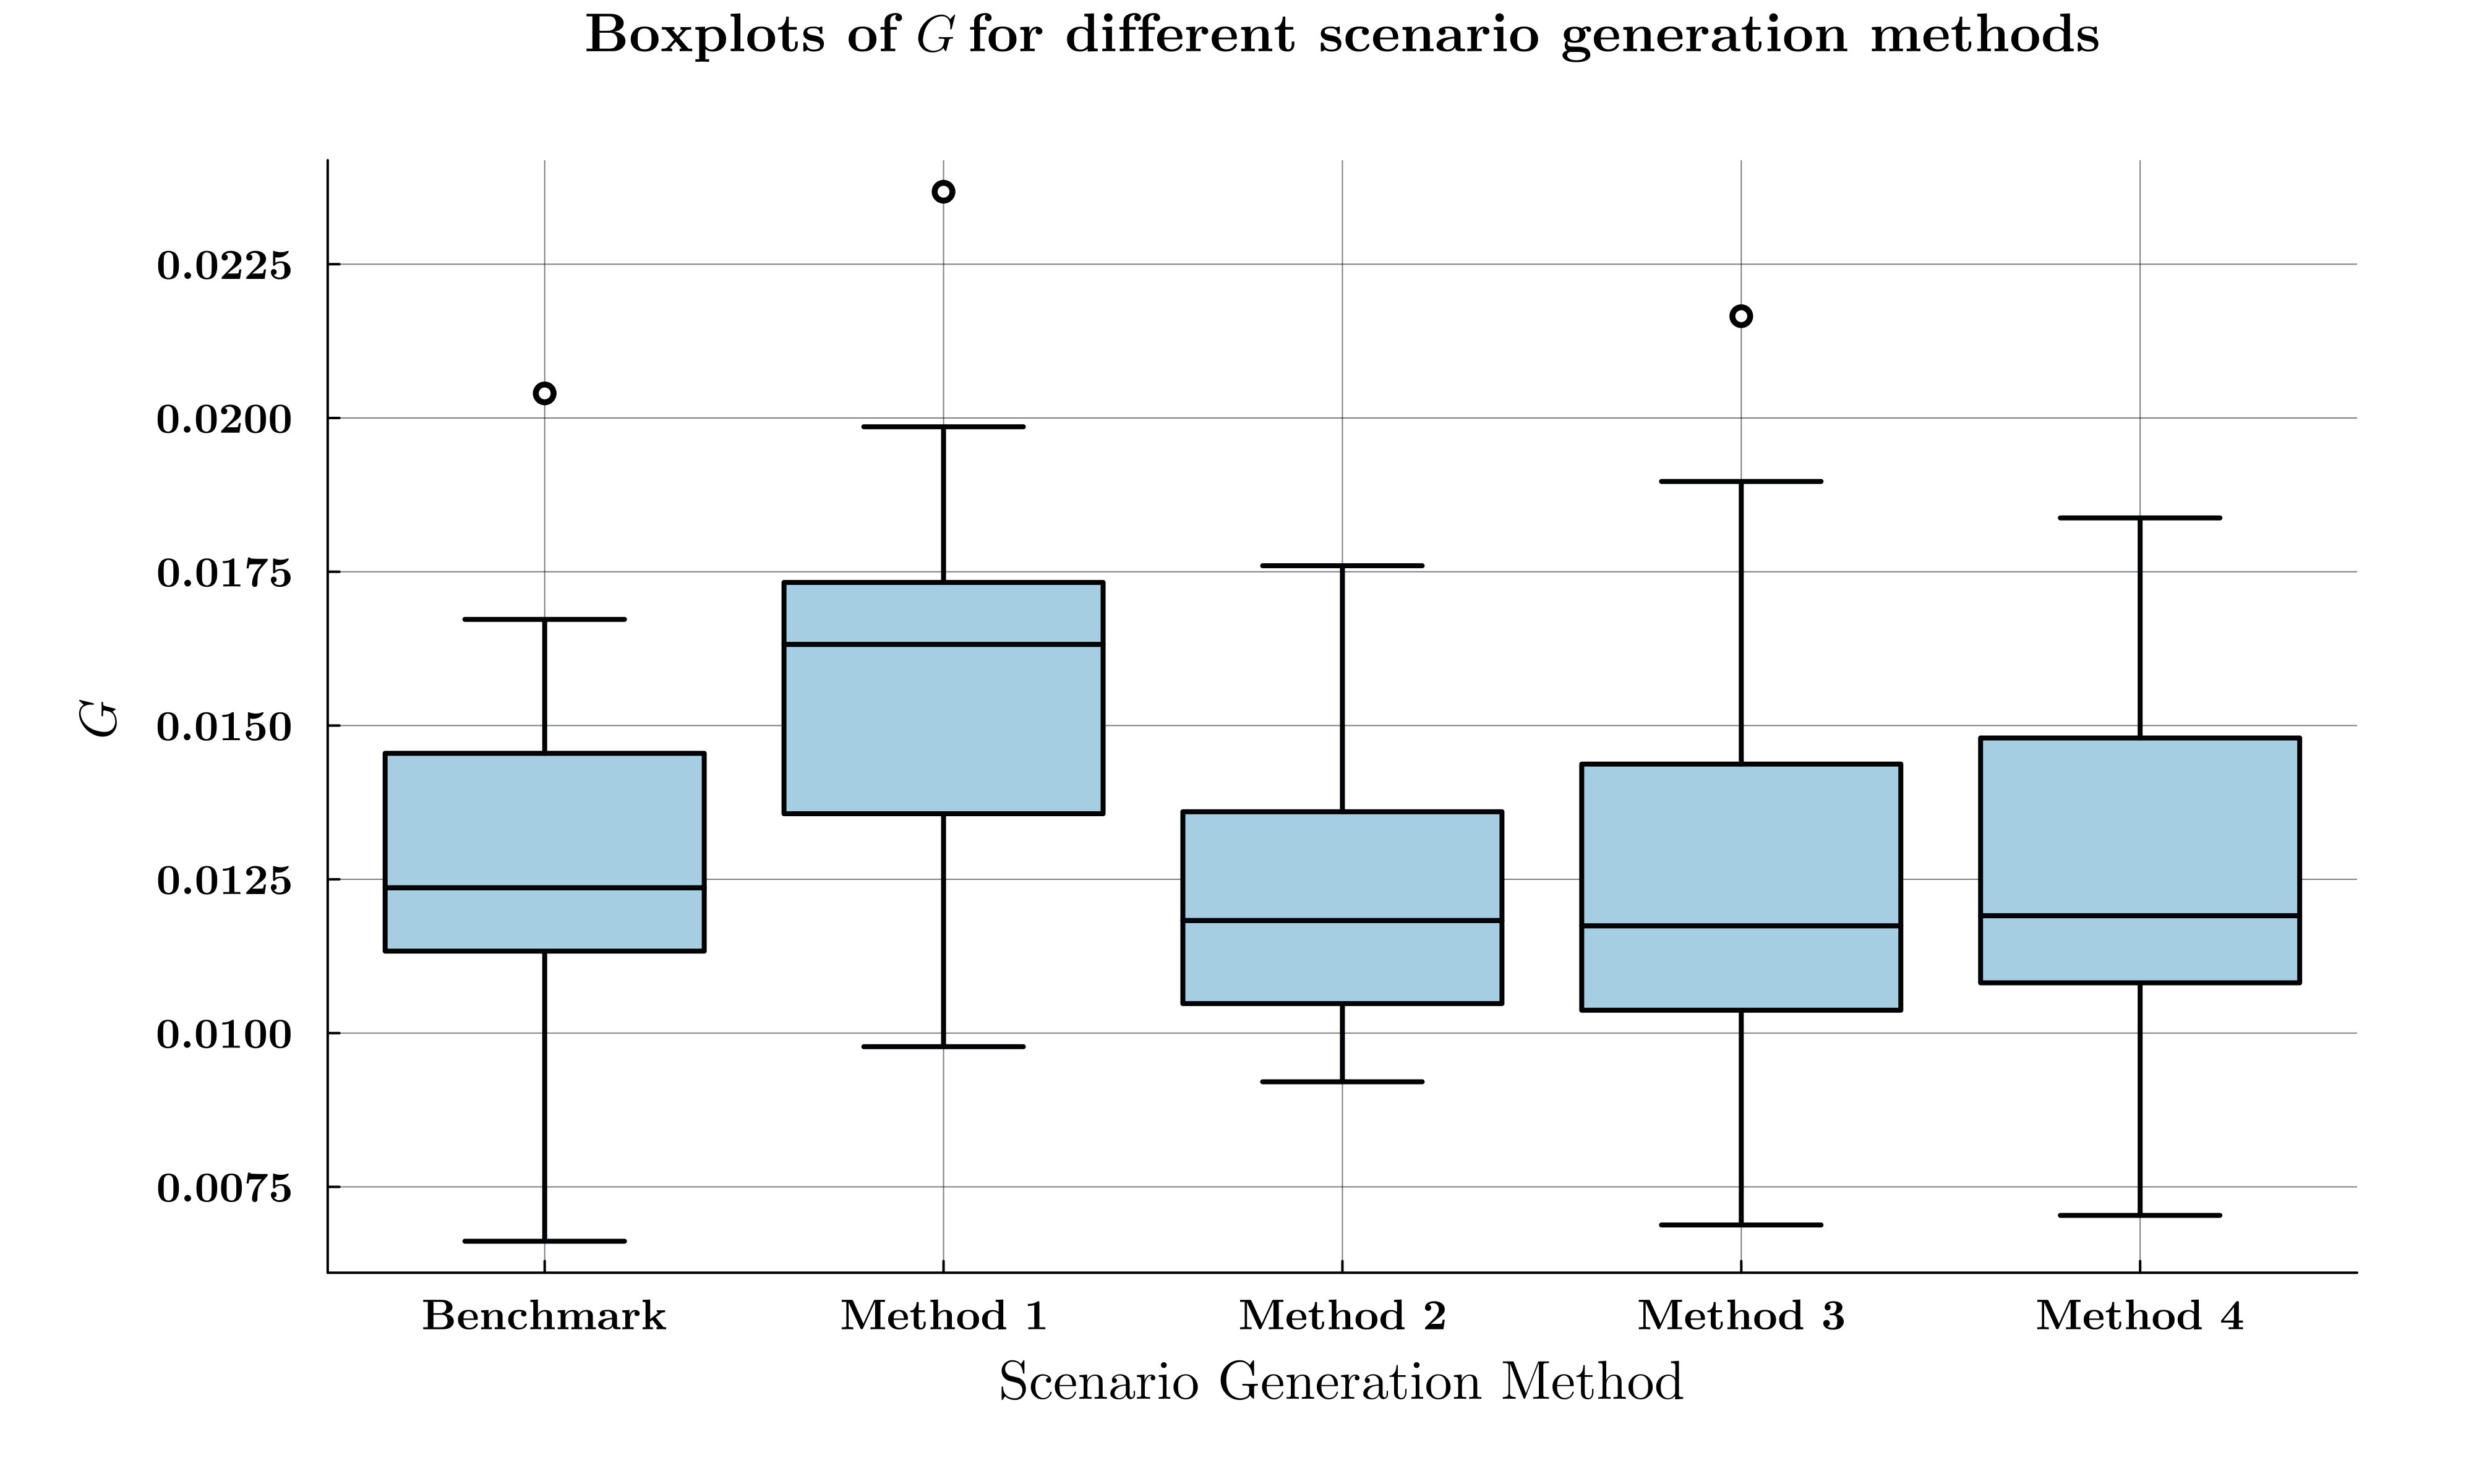 Boxplots of G for different scenario generation methods
0.0225
0.0200
0.0175
0.0150
0.0125
0.0100
0.0075
G
Benchmark Method 1 Method 2 Method 3 Method 4
Scenario Generation Method